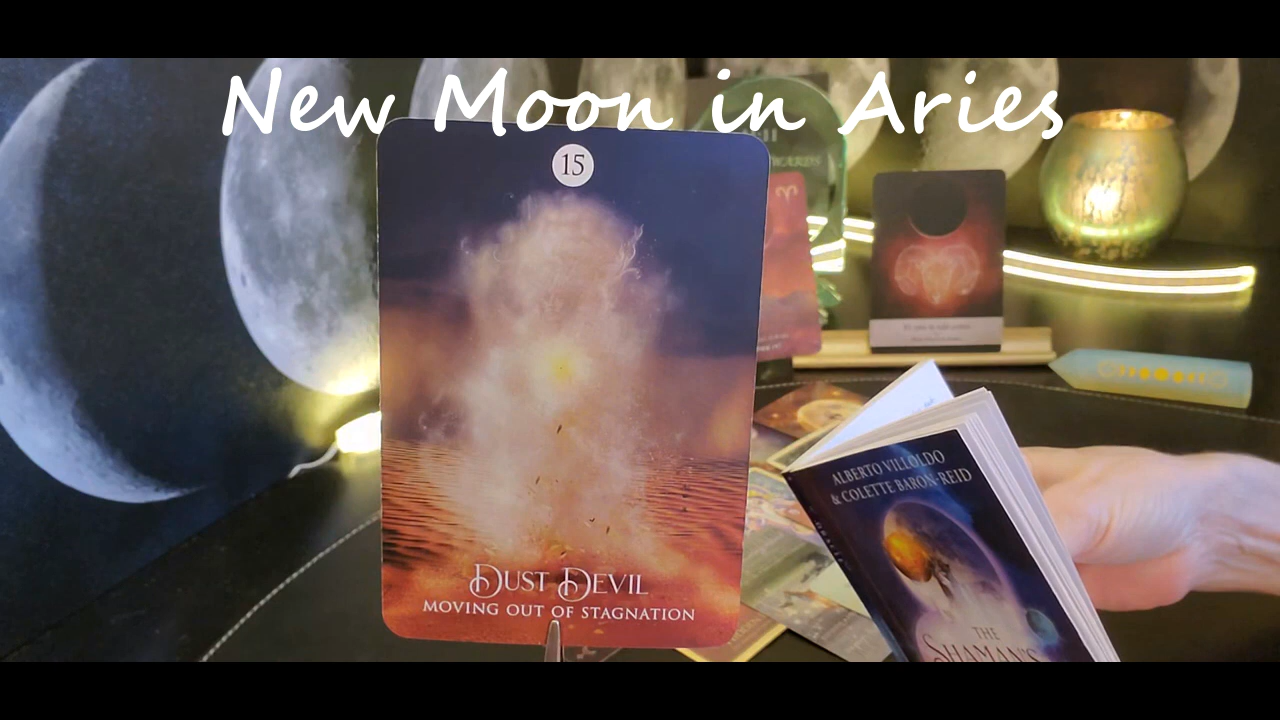 New Moon in Aries
15
DUST DEVIL
MOVING OUT OF STAGNATION
ALBERTO VILLOLDO
& COLETTE BARON-REID
THE
SHAMAN'S